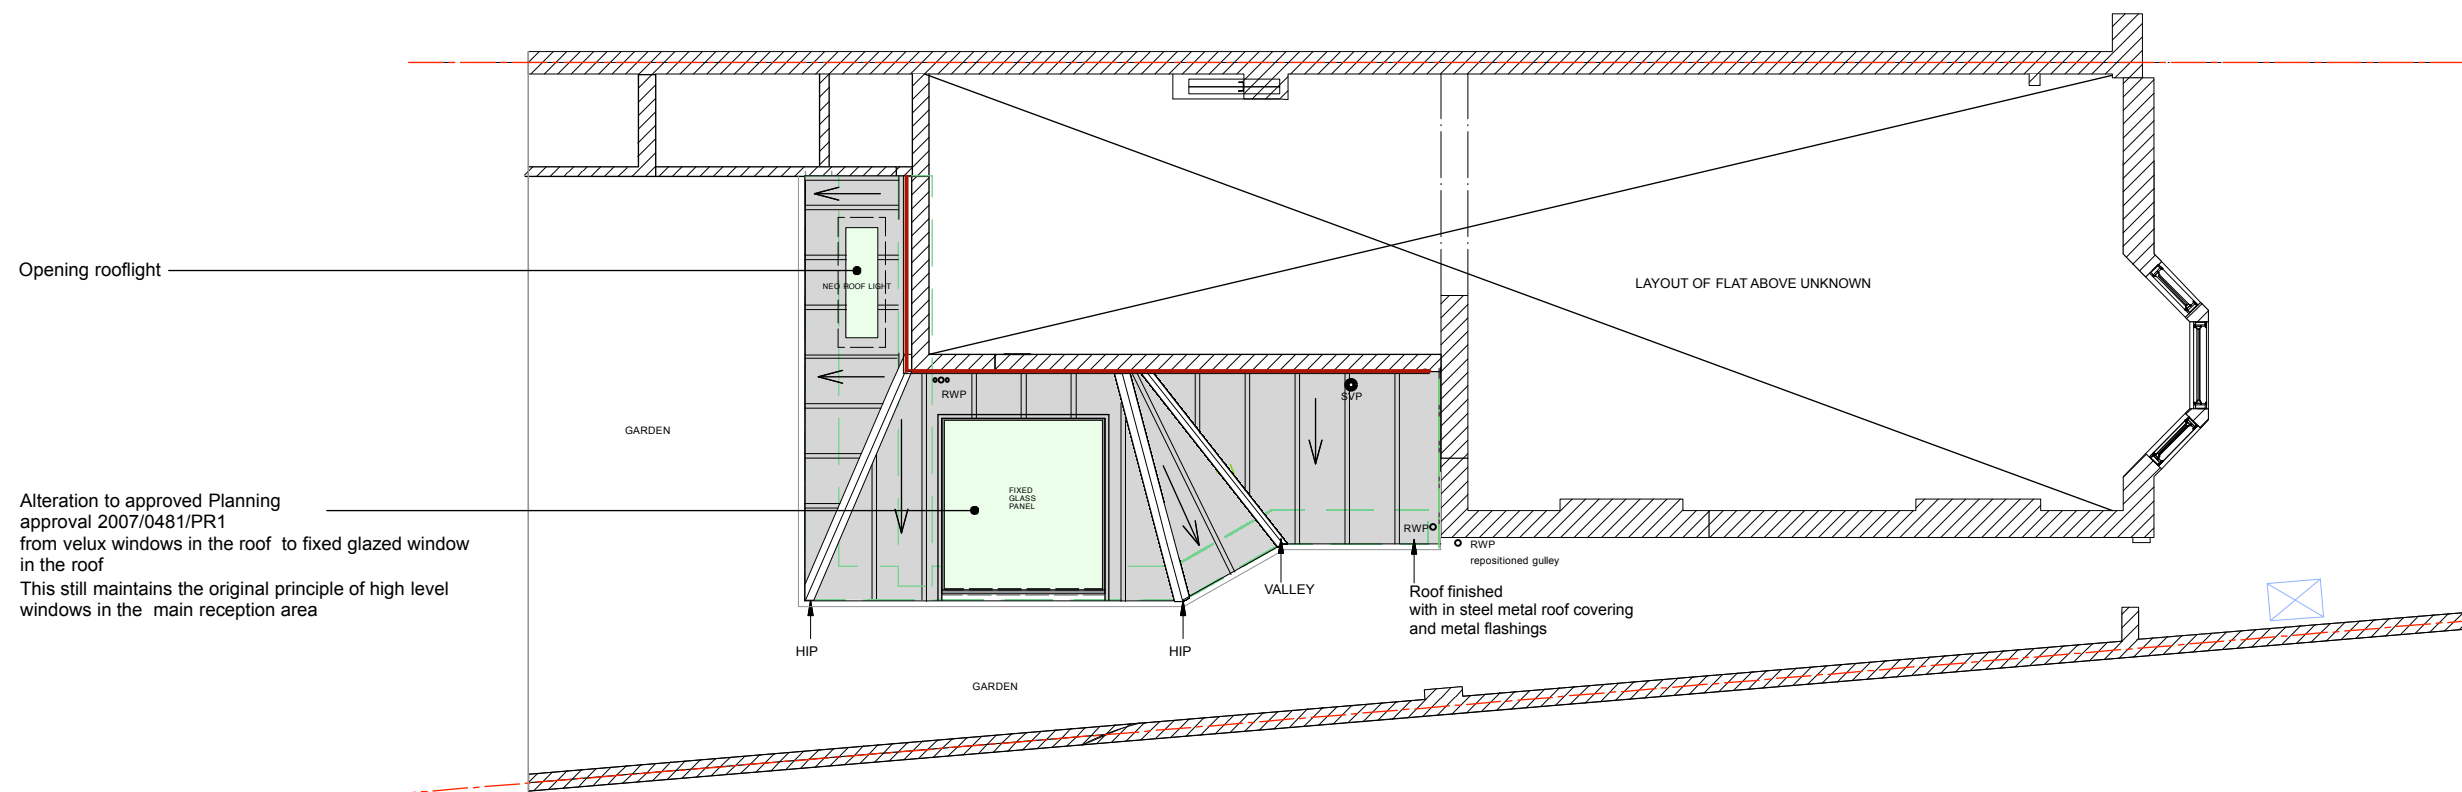 Opening rooflight
NEO ROOF LIGHT
LAYOUT OF FLAT ABOVE UNKNOWN
RWP
SVP
GARDEN
Alteration to approved Planning
approval 2007/0481/PR1
from velux windows in the roof to fixed glazed window
in the roof
This still maintains the original principle of high level
windows in the main reception area
FIXED
GLASS
PANEL
RWP
RWP
repositioned gulley
VALLEY
Roof finished
with in steel metal roof covering
and metal flashings
HIP
HIP
GARDEN